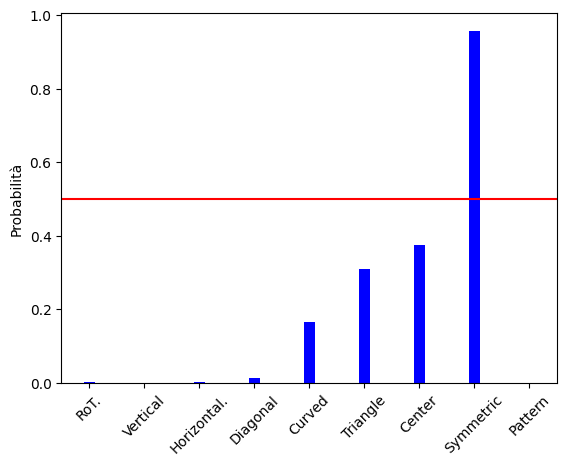 1.0
0.8
0.6
0.4
0.2
0.0
Probabilità
RoT.
Vertical
Horizontal.
Diagonal
Curved
Triangle
Center
Symmetric
Pattern